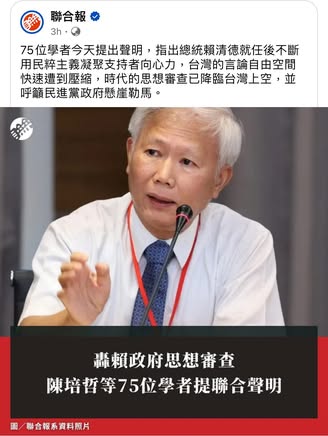 聯合報
3h
75位學者今天提出聲明，指出總統賴清德就任後不斷
用民粹主義凝聚支持者向心力，台灣的言論自由空間
快速遭到壓縮，時代的思想審查已降臨台灣上空，並
呼籲民進黨政府懸崖勒馬。
轟賴政府思想審查
陳培哲等75位學者提聯合聲明
圖／聯合報系資料照片